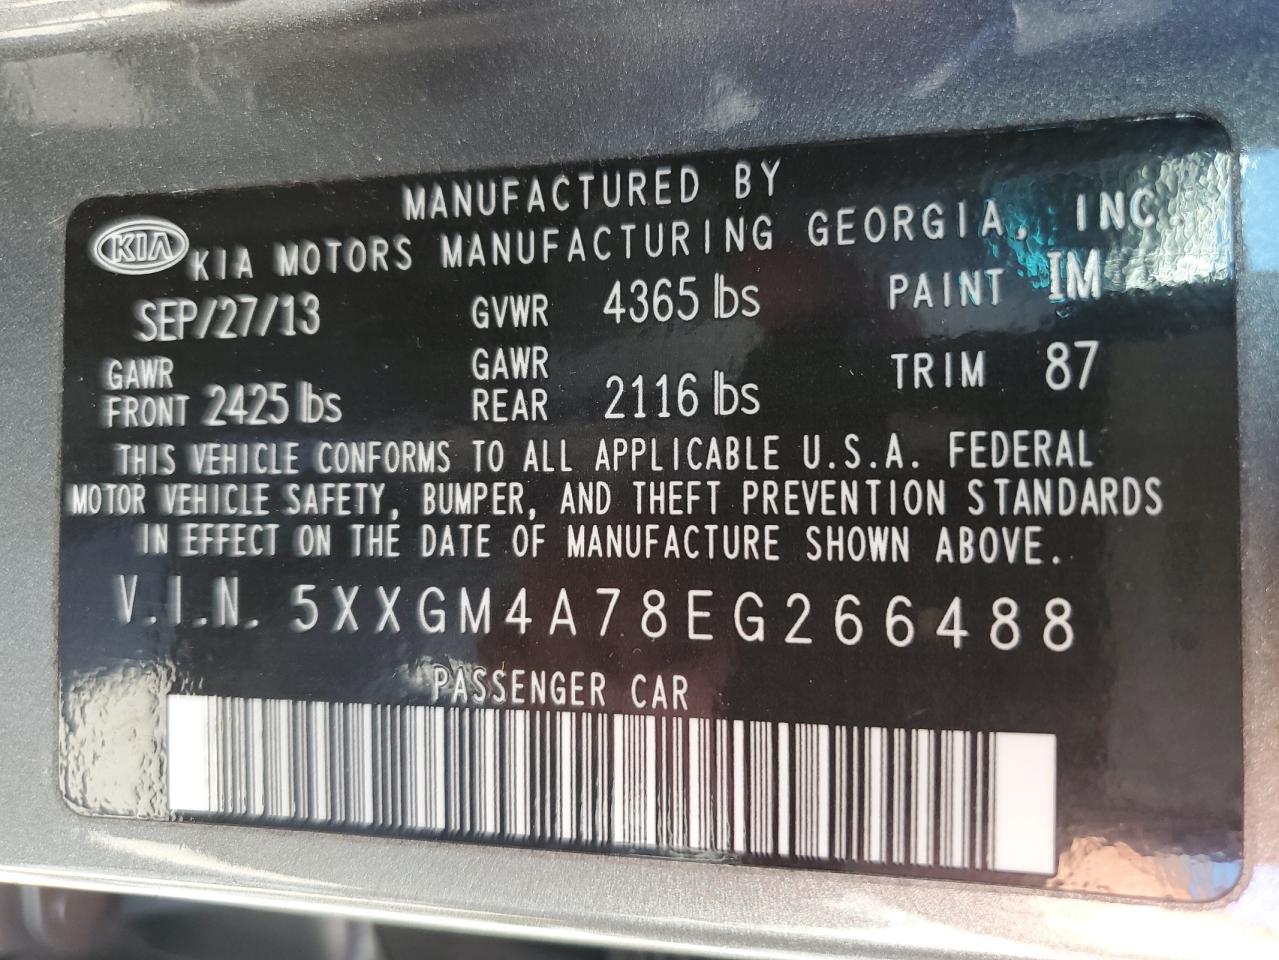 MANUFACTURED BY
KIA KIA MOTORS MANUFACTURING GEORGIA, INC
SEP/27/13 GVWR 4365 lbs PAINT IM
GAWR FRONT 2425 lbs GAWR REAR 2116 lbs TRIM 87
THIS VEHICLE CONFORMS TO ALL APPLICABLE U.S.A. FEDERAL
MOTOR VEHICLE SAFETY, BUMPER, AND THEFT PREVENTION STANDARDS
IN EFFECT ON THE DATE OF MANUFACTURE SHOWN ABOVE.
V.I.N. 5XXGM4A78EG266488
PASSENGER CAR